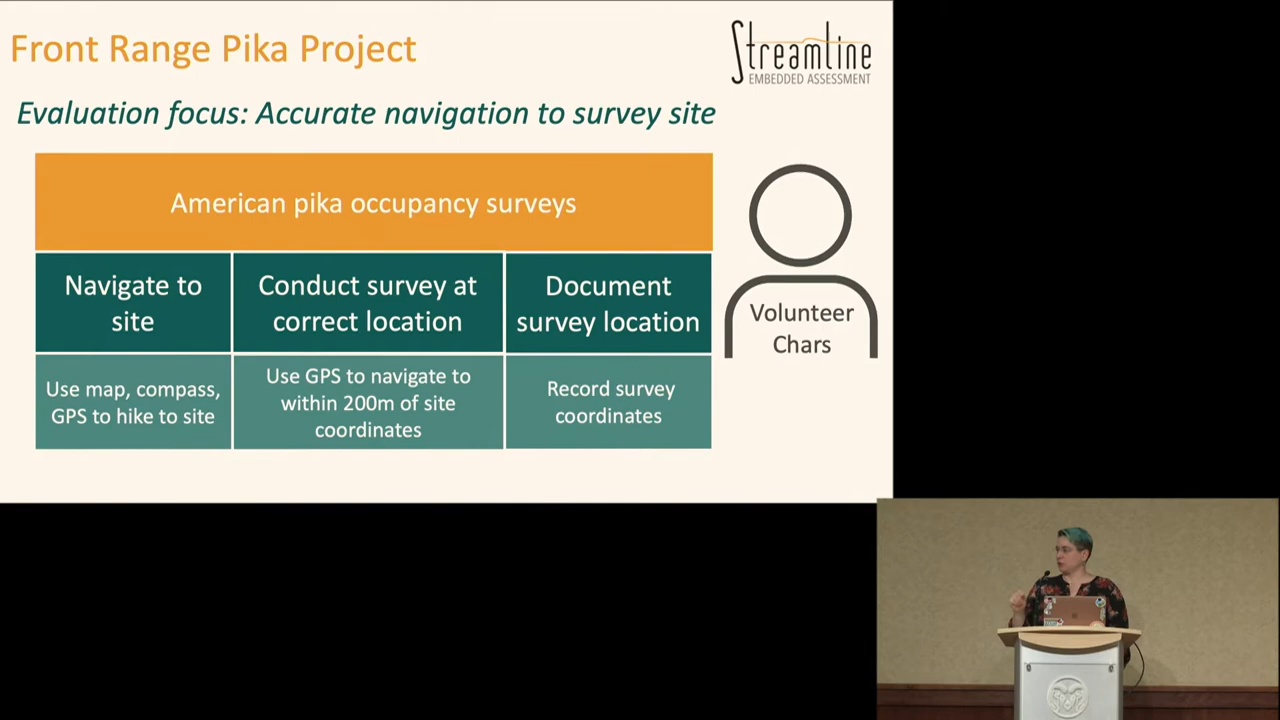 Front Range Pika Project
Streamline
EMBEDDED ASSESSMENT
Evaluation focus: Accurate navigation to survey site
American pika occupancy surveys
Navigate to
site
Conduct survey at
correct location
Document
survey location
Use map, compass,
GPS to hike to site
Use GPS to navigate to
within 200m of site
coordinates
Record survey
coordinates
Volunteer
Chars